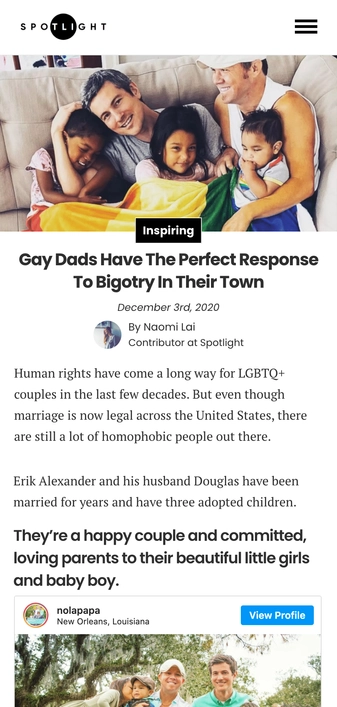 SPOTLIGHT
Inspiring
Gay Dads Have The Perfect Response
To Bigotry In Their Town
December 3rd, 2020
By Naomi Lai
Contributor at Spotlight
Human rights have come a long way for LGBTQ+
couples in the last few decades. But even though
marriage is now legal across the United States, there
are still a lot of homophobic people out there.
Erik Alexander and his husband Douglas have been
married for years and have three adopted children.
They’re a happy couple and committed,
loving parents to their beautiful little girls
and baby boy.
nolapapa
New Orleans, Louisiana
View Profile